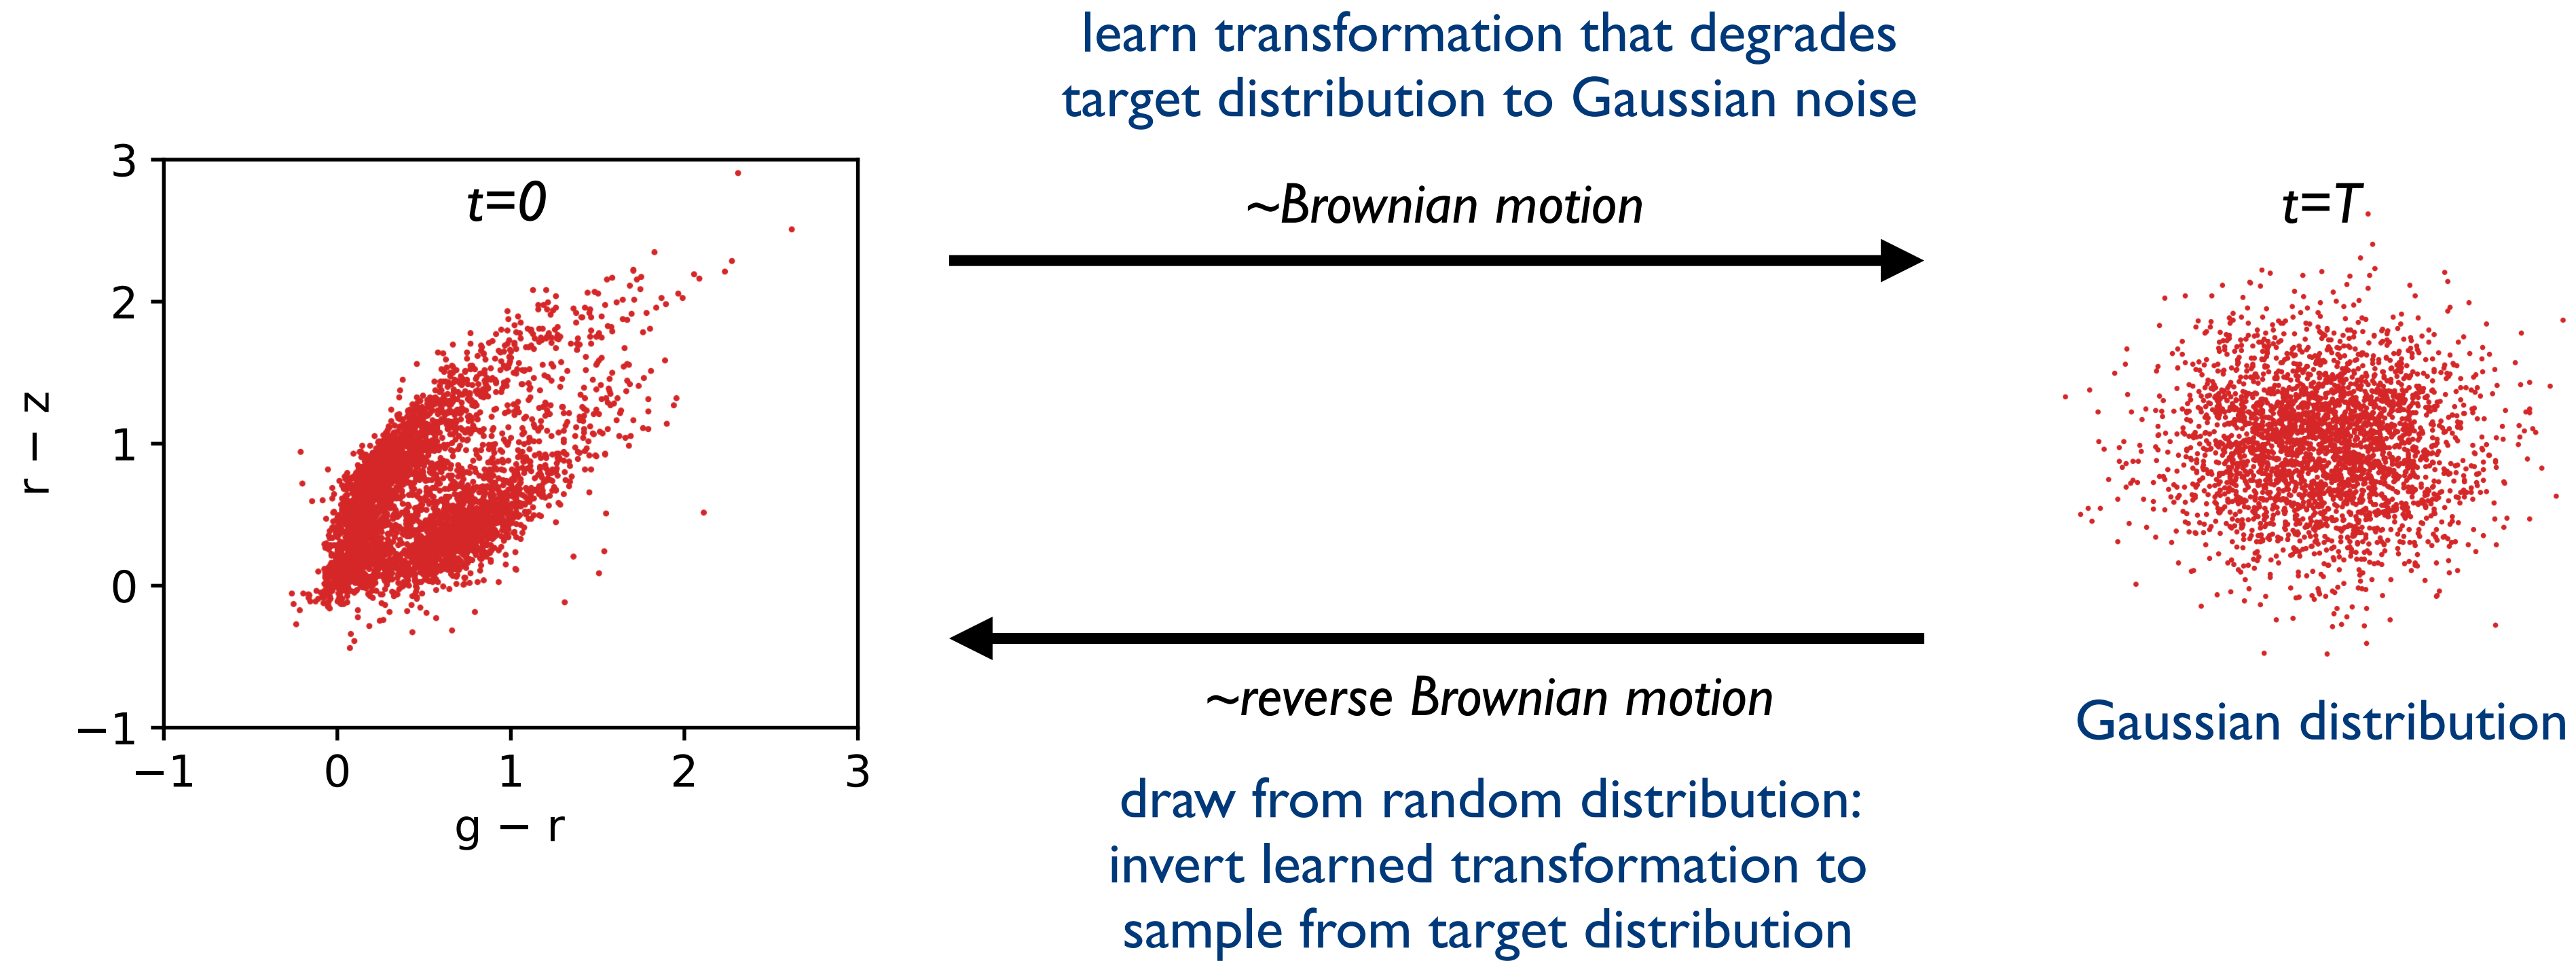 learn transformation that degrades
target distribution to Gaussian noise
3
2
1
0
−1
r − z
t=0
−1 0 1 2 3
g − r
~Brownian motion
t=T
~reverse Brownian motion
Gaussian distribution
draw from random distribution:
invert learned transformation to
sample from target distribution